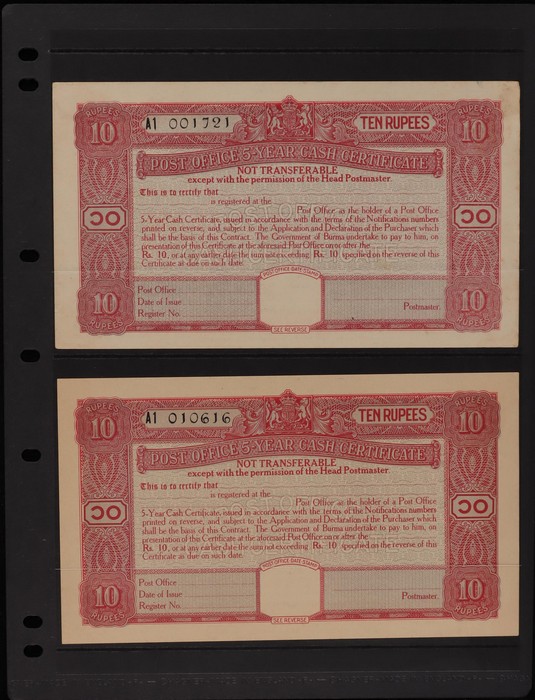 RUPEES 10
A1 001721
TEN RUPEES
RUPEES 10
POST OFFICE 5-YEAR CASH CERTIFICATE
NOT TRANSFERABLE
except with the permission of the Head Postmaster.
This is to certify that
is registered at the Post Office as the holder of a Post Office
၁၀
၁၀
5-Year Cash Certificate, issued in accordance with the terms of the Notifications numbers
printed on reverse, and subject to the Application and Declaration of the Purchaser which
shall be the basis of this Contract. The Government of Burma undertake to pay to him, on
presentation of this Certificate at the aforesaid Post Office on or after the
Rs. 10, or at any earlier date the sum not exceeding Rs. 10 specified on the reverse of this
Certificate as due on such date.
POST OFFICE DATE STAMP
10 RUPEES
Post Office
Date of Issue
Register No.
Postmaster.
10 RUPEES
SEE REVERSE
RUPEES 10
A1 010616
TEN RUPEES
RUPEES 10
POST OFFICE 5-YEAR CASH CERTIFICATE
NOT TRANSFERABLE
except with the permission of the Head Postmaster.
This is to certify that
is registered at the Post Office as the holder of a Post Office
၁၀
၁၀
5-Year Cash Certificate, issued in accordance with the terms of the Notifications numbers
printed on reverse, and subject to the Application and Declaration of the Purchaser which
shall be the basis of this Contract. The Government of Burma undertake to pay to him, on
presentation of this Certificate at the aforesaid Post Office on or after the
Rs. 10, or at any earlier date the sum not exceeding Rs. 10 specified on the reverse of this
Certificate as due on such date.
POST OFFICE DATE STAMP
10 RUPEES
Post Office
Date of Issue
Register No.
Postmaster.
10 RUPEES
SEE REVERSE